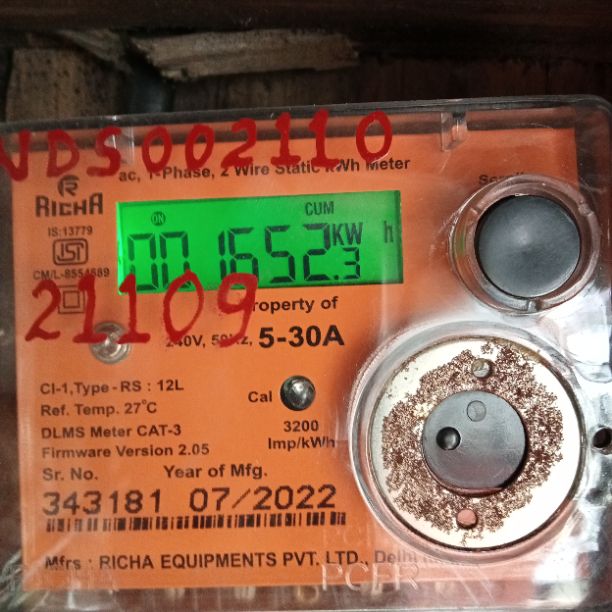 VDS002110
ac, 1-Phase, 2 Wire Static kWh Meter
RICHA
IS:13779
ISI
CM/L-8554689
ON
CUM
001652.3 KW h
21109
Property of
240V, 50Hz, 5-30A
CI-1, Type - RS : 12L
Ref. Temp. 27°C
DLMS Meter CAT-3
Firmware Version 2.05
Cal
3200
Imp/kWh
Sr. No. Year of Mfg.
343181 07/2022
Mfrs : RICHA EQUIPMENTS PVT. LTD., Delhi